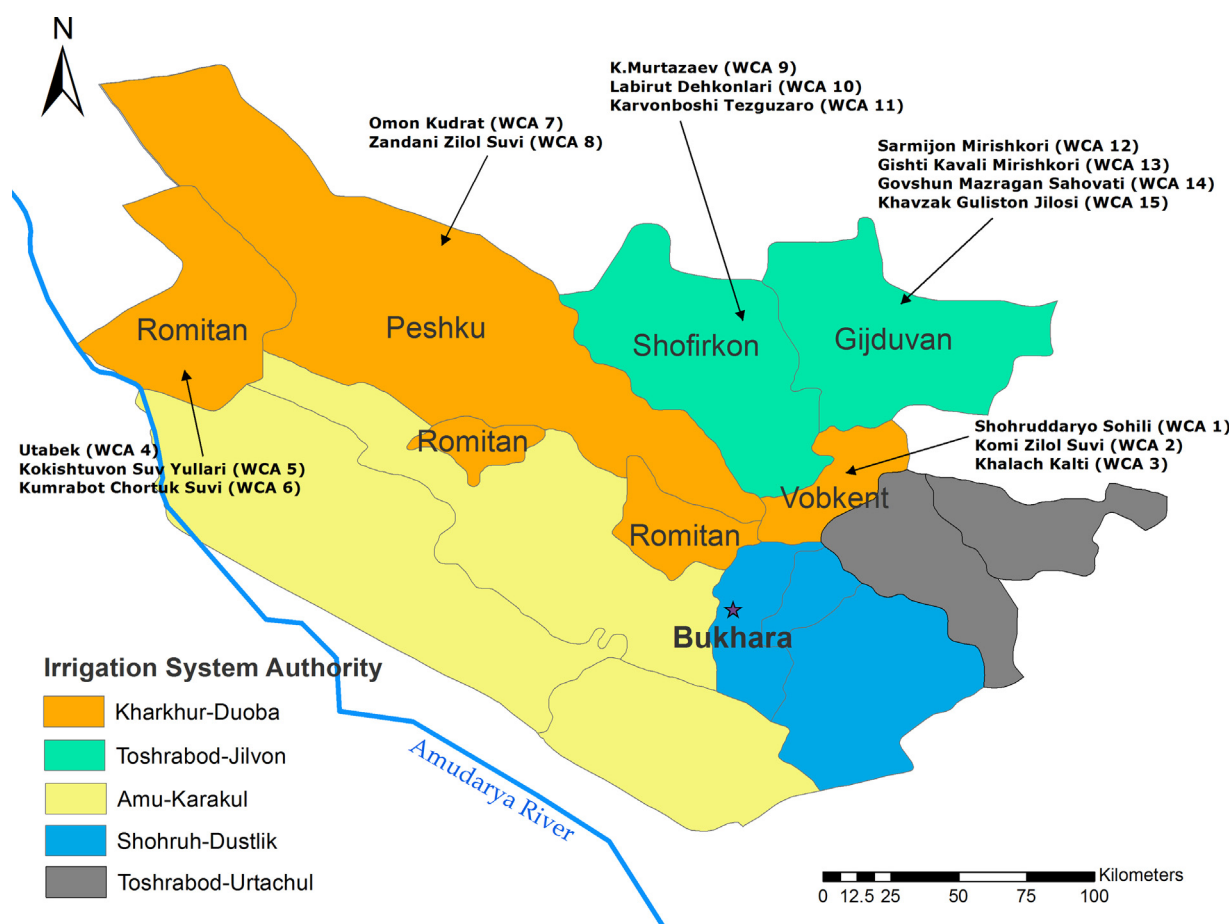 N
K.Murtazaev (WCA 9)
Labirut Dehkonlari (WCA 10)
Karvonboshi Tezguzaro (WCA 11)
Omon Kudrat (WCA 7)
Zandani Zilol Suvi (WCA 8)
Sarmijon Mirishkori (WCA 12)
Gishti Kavali Mirishkori (WCA 13)
Govshun Mazragan Sahovati (WCA 14)
Khavzak Guliston Jilosi (WCA 15)
Romitan
Peshku
Shofirkon
Gijduvan
Utabek (WCA 4)
Kokishtuvon Suv Yullari (WCA 5)
Kumrabot Chortuk Suvi (WCA 6)
Romitan
Shohruddaryo Sohili (WCA 1)
Komi Zilol Suvi (WCA 2)
Khalach Kalti (WCA 3)
Vobkent
Romitan
Bukhara
Irrigation System Authority
Kharkhur-Duoba
Toshrabod-Jilvon
Amu-Karakul
Shohruh-Dustlik
Toshrabod-Urtachul
Amudarya River
Kilometers
0 12.5 25 50 75 100